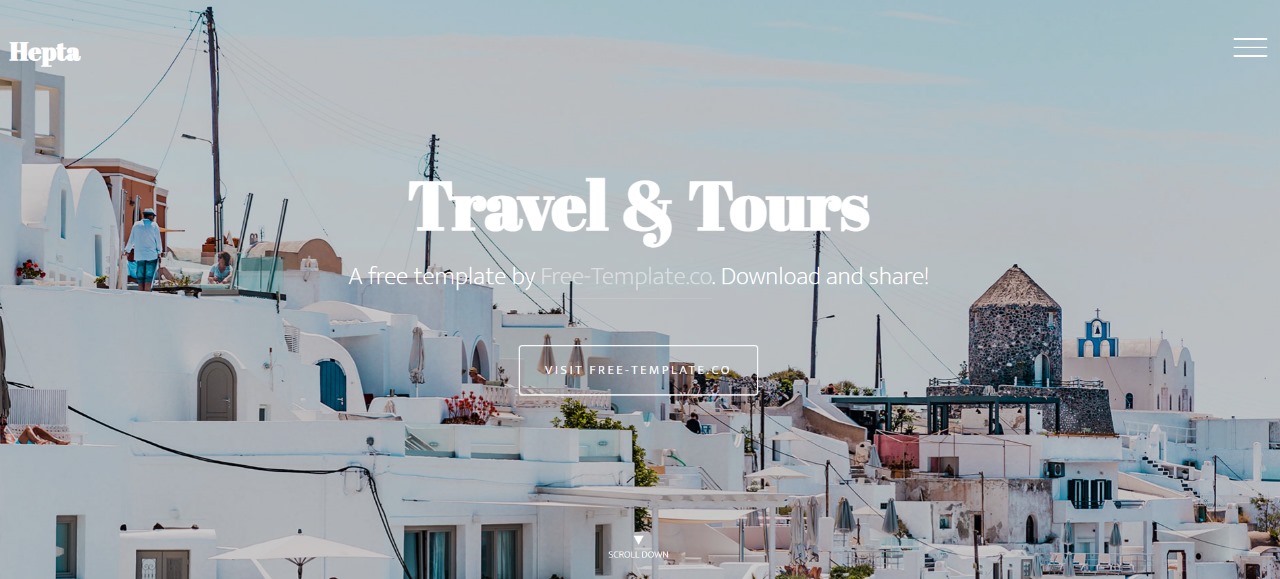 Hepta
Travel & Tours
A free template by Free-Template.co. Download and share!
VISIT FREE-TEMPLATE.CO
SCROLL DOWN